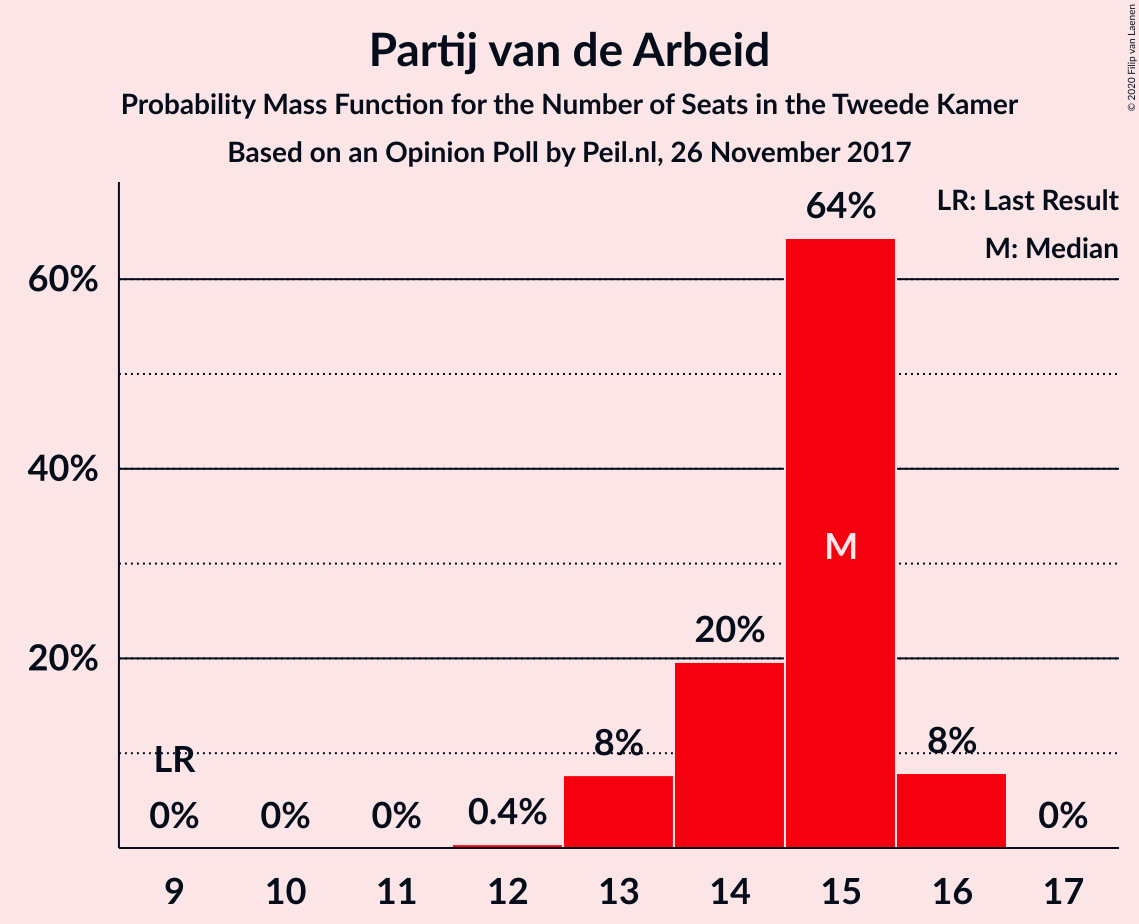 Partij van de Arbeid
Probability Mass Function for the Number of Seats in the Tweede Kamer
Based on an Opinion Poll by Peil.nl, 26 November 2017
© 2020 Filip van Laenen
LR: Last Result
M: Median
64%
60%
40%
M
20%
20%
8%
8%
LR
0%
0%
0%
0.4%
0%
9 10 11 12 13 14 15 16 17